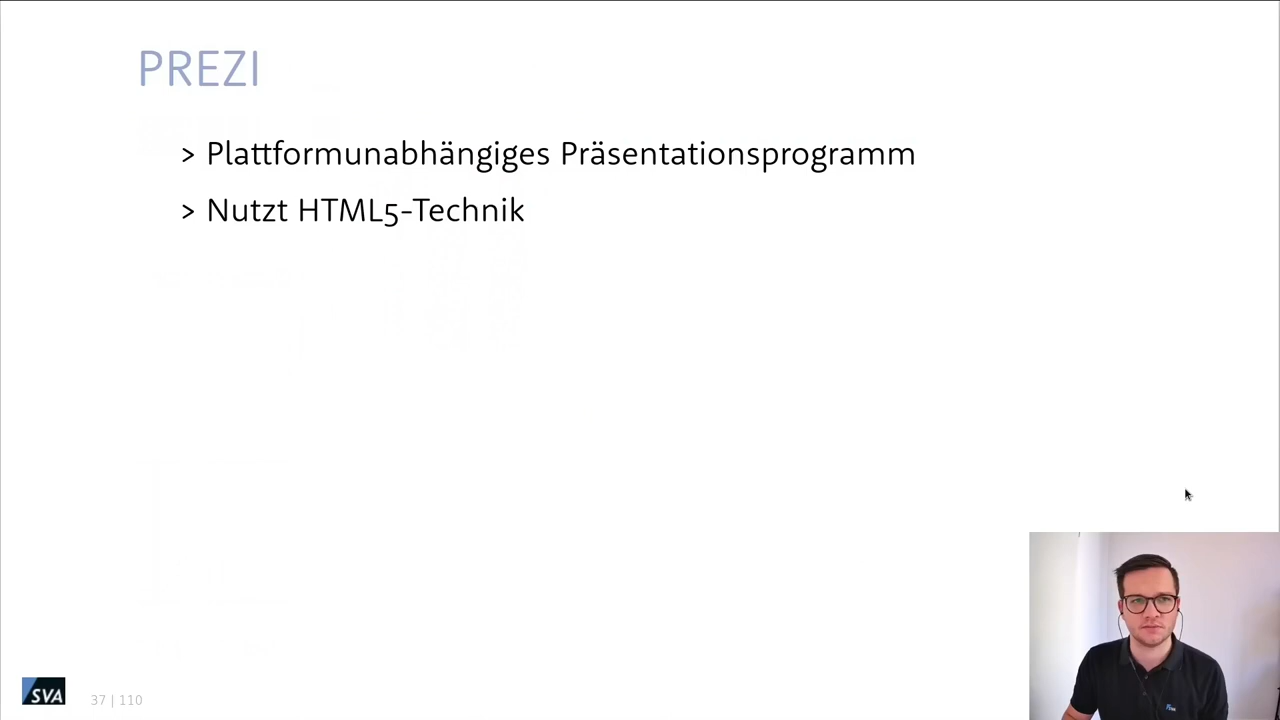 PREZI
> Plattformunabhängiges Präsentationsprogramm
> Nutzt HTML5-Technik
SVA
37 | 110